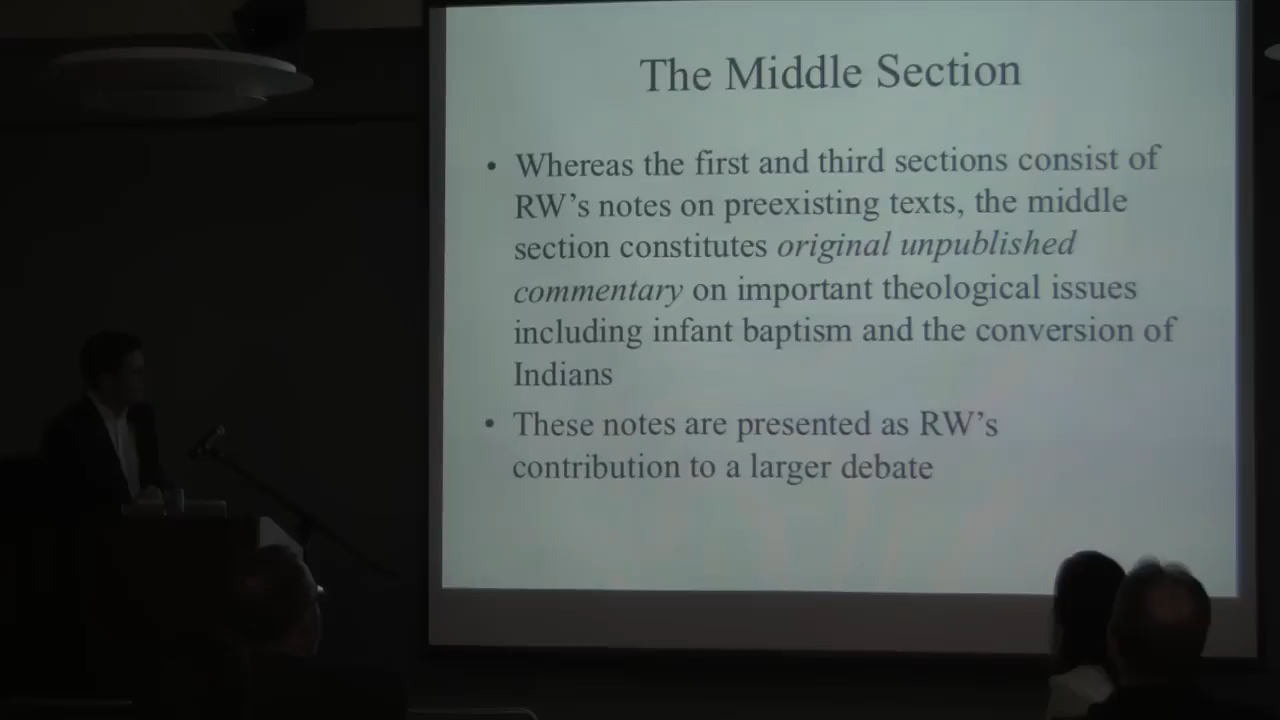 The Middle Section
• Whereas the first and third sections consist of
RW's notes on preexisting texts, the middle
section constitutes original unpublished
commentary on important theological issues
including infant baptism and the conversion of
Indians
• These notes are presented as RW's
contribution to a larger debate